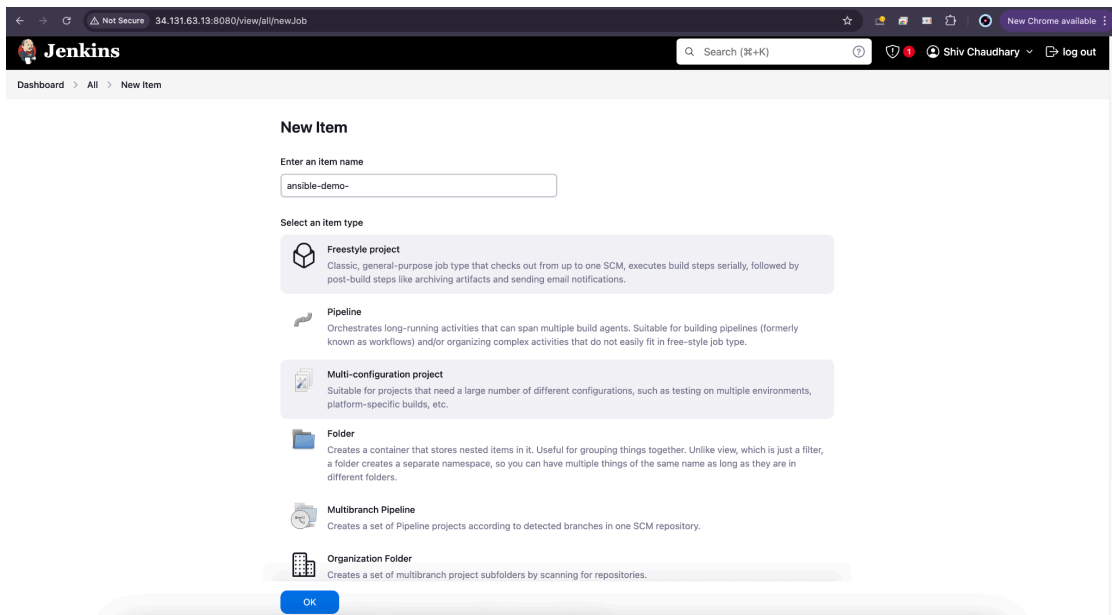 Not Secure 34.131.63.13:8080/view/all/newJob New Chrome available
Jenkins Search (⌘+K) 1 Shiv Chaudhary log out
Dashboard > All > New Item
New Item
Enter an item name
ansible-demo-
Select an item type
Freestyle project
Classic, general-purpose job type that checks out from up to one SCM, executes build steps serially, followed by
post-build steps like archiving artifacts and sending email notifications.
Pipeline
Orchestrates long-running activities that can span multiple build agents. Suitable for building pipelines (formerly
known as workflows) and/or organizing complex activities that do not easily fit in free-style job type.
Multi-configuration project
Suitable for projects that need a large number of different configurations, such as testing on multiple environments,
platform-specific builds, etc.
Folder
Creates a container that stores nested items in it. Useful for grouping things together. Unlike view, which is just a filter,
a folder creates a separate namespace, so you can have multiple things of the same name as long as they are in
different folders.
Multibranch Pipeline
Creates a set of Pipeline projects according to detected branches in one SCM repository.
Organization Folder
Creates a set of multibranch project subfolders by scanning for repositories.
OK